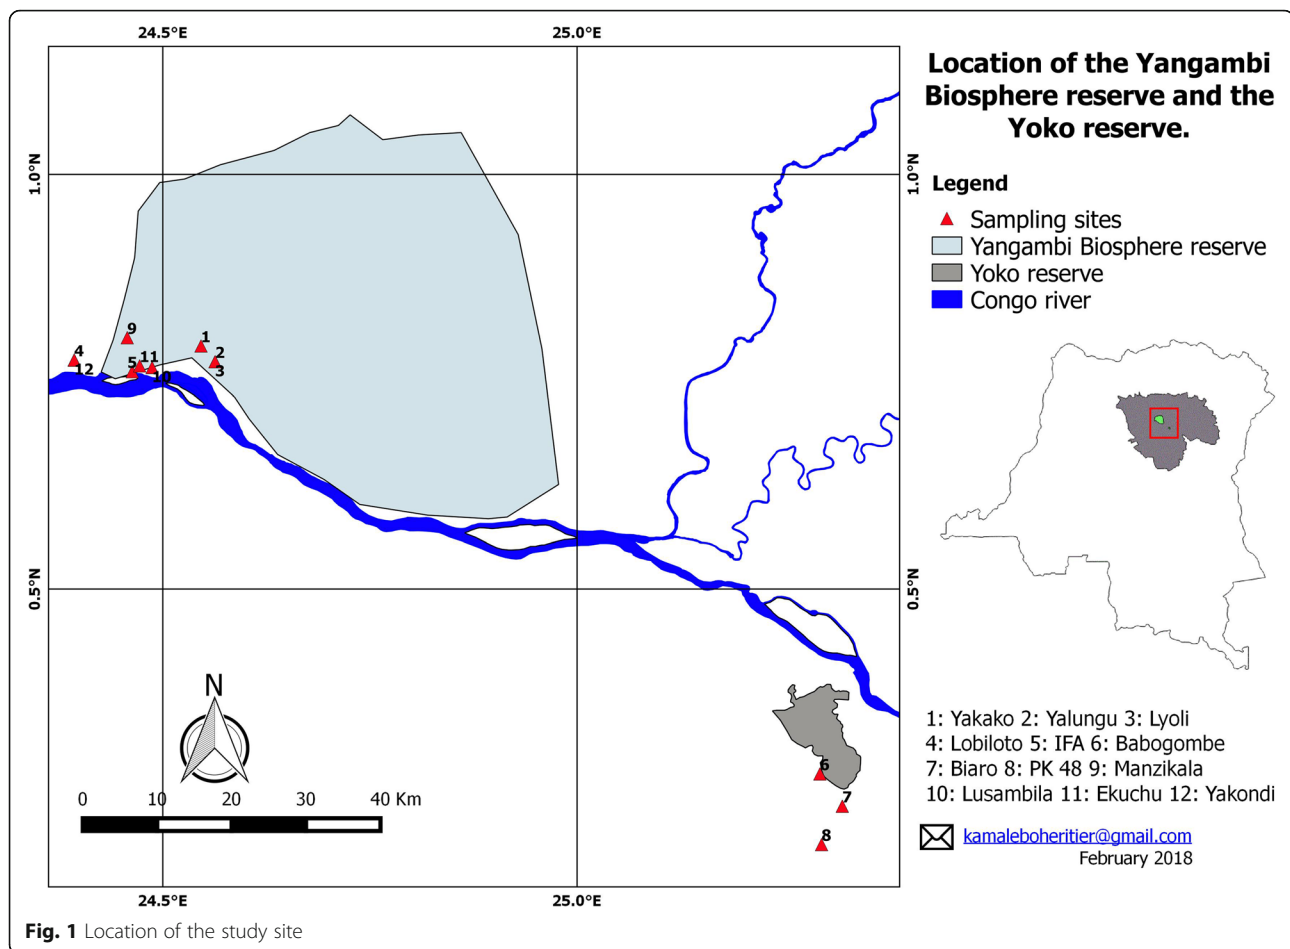 24.5°E 25.0°E
Location of the Yangambi
Biosphere reserve and the
Yoko reserve.
1.0°N 1.0°N
Legend
Sampling sites
Yangambi Biosphere reserve
Yoko reserve
Congo river
9
1
4
11
2
12
5
10
3
0.5°N 0.5°N
N
0 10 20 30 40 Km
6
7
8
1: Yakako 2: Yalungu 3: Lyoli
4: Lobiloto 5: IFA 6: Babogombe
7: Biaro 8: PK 48 9: Manzikala
10: Lusambila 11: Ekuchu 12: Yakondi
kamaleboheritier@gmail.com
February 2018
24.5°E 25.0°E
Fig. 1 Location of the study site